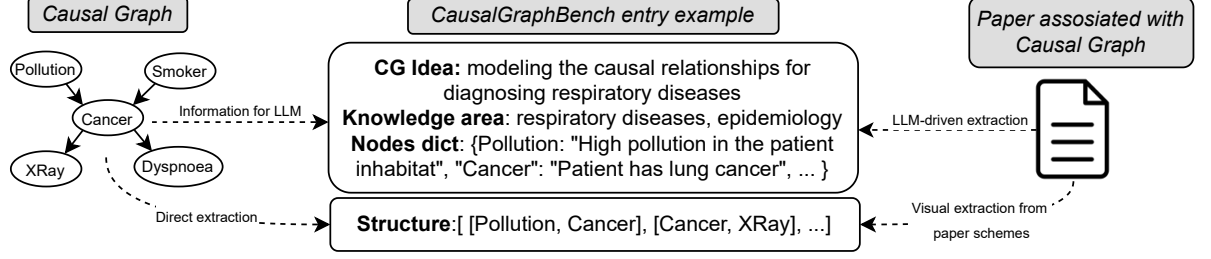 Causal Graph
CausalGraphBench entry example
Paper assosiated with
Causal Graph
Pollution
Smoker
Cancer
XRay
Dyspnoea
Information for LLM
Direct extraction
CG Idea: modeling the causal relationships for
diagnosing respiratory diseases
Knowledge area: respiratory diseases, epidemiology
Nodes dict: {Pollution: "High pollution in the patient
inhabitat", "Cancer": "Patient has lung cancer", ... }
Structure:[ [Pollution, Cancer], [Cancer, XRay], ...]
LLM-driven extraction
Visual extraction from
paper schemes